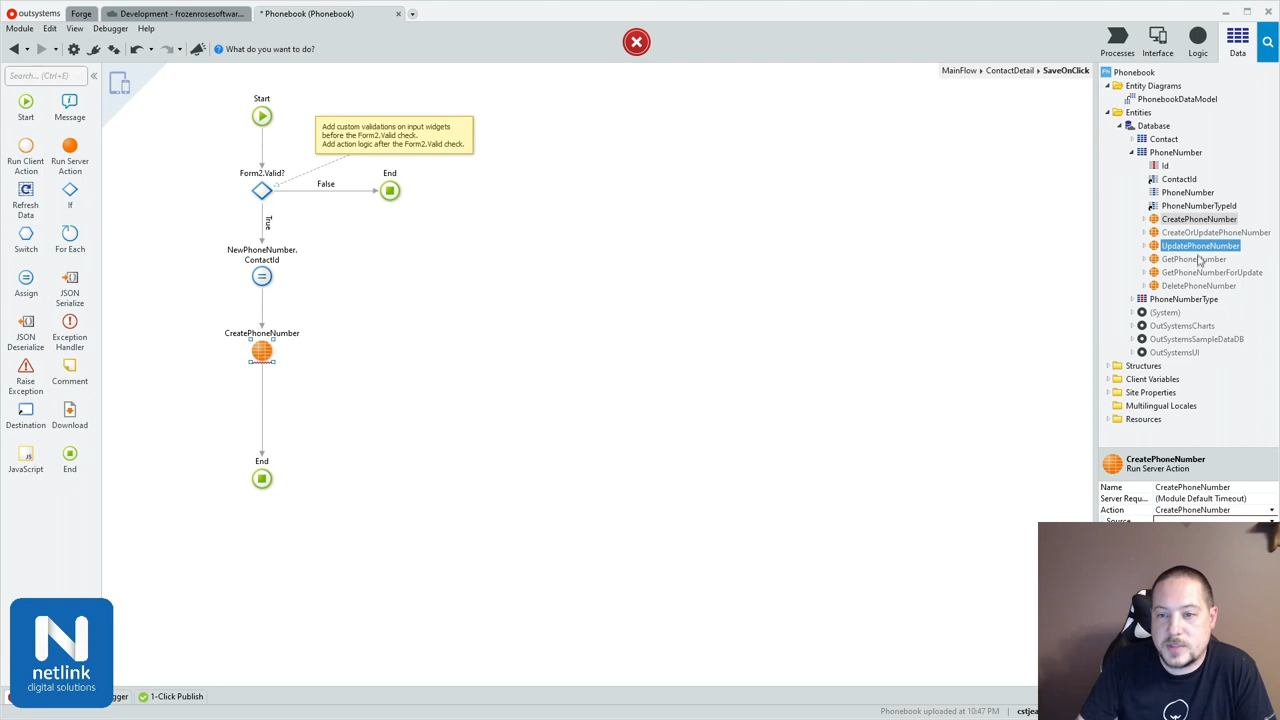 outsystems
Forge
Development - frozenrosesoftwar...
* Phonebook (Phonebook)
Module
Edit
View
Debugger
Help
What do you want to do?
Processes
Interface
Logic
Data
Search... (Ctrl+E)
MainFlow
ContactDetail
SaveOnClick
Start
Message
Run Client
Action
Run Server
Action
Refresh
Data
If
Switch
For Each
Assign
JSON
Serialize
JSON
Deserialize
Exception
Handler
Raise
Exception
Comment
Destination
Download
JavaScript
End
Start
Add custom validations on input widgets
before the Form2.Valid check.
Add action logic after the Form2.Valid check.
Form2.Valid?
False
End
True
NewPhoneNumber.
ContactId
CreatePhoneNumber
End
Phonebook
Entity Diagrams
PhonebookDataModel
Entities
Database
Contact
PhoneNumber
Id
ContactId
PhoneNumber
PhoneNumberTypeId
CreatePhoneNumber
CreateOrUpdatePhoneNumber
UpdatePhoneNumber
GetPhoneNumber
GetPhoneNumberForUpdate
DeletePhoneNumber
PhoneNumberType
(System)
OutSystemsCharts
OutSystemsSampleDataDB
OutSystemsUI
Structures
Client Variables
Site Properties
Multilingual Locales
Resources
CreatePhoneNumber
Run Server Action
Name CreatePhoneNumber
Server Requ... (Module Default Timeout)
Action CreatePhoneNumber
Source
netlink
digital solutions
1-Click Publish
Phonebook uploaded at 10:47 PM